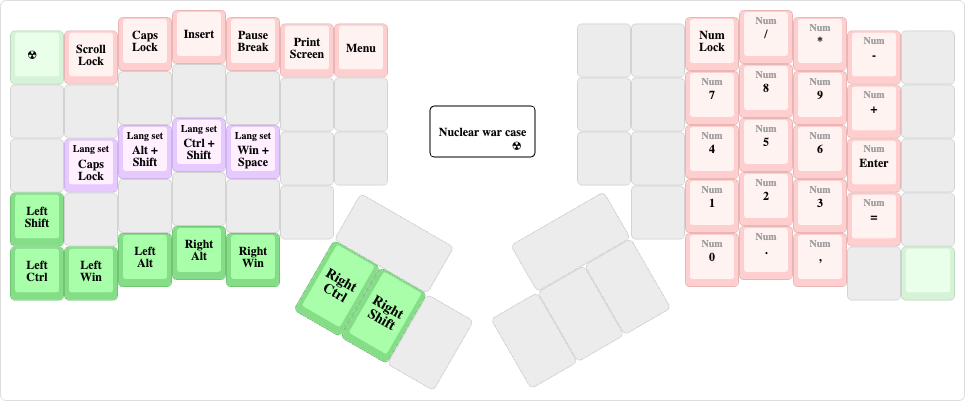 ☢
Scroll
Lock
Caps
Lock
Insert
Pause
Break
Print
Screen
Menu
Lang set
Caps
Lock
Lang set
Alt +
Shift
Lang set
Ctrl +
Shift
Lang set
Win +
Space
Left
Shift
Left
Ctrl
Left
Win
Left
Alt
Right
Alt
Right
Win
Right
Ctrl
Right
Shift
Nuclear war case
☢
Num
Lock
Num
/
Num
*
Num
-
Num
7
Num
8
Num
9
Num
+
Num
4
Num
5
Num
6
Num
Enter
Num
1
Num
2
Num
3
Num
=
Num
0
Num
.
Num
,